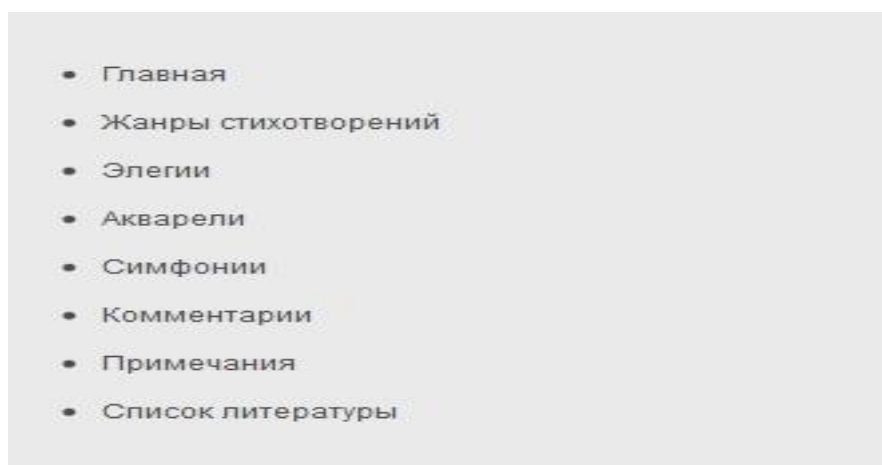 Главная
Жанры стихотворений
Элегии
Акварели
Симфонии
Комментарии
Примечания
Список литературы